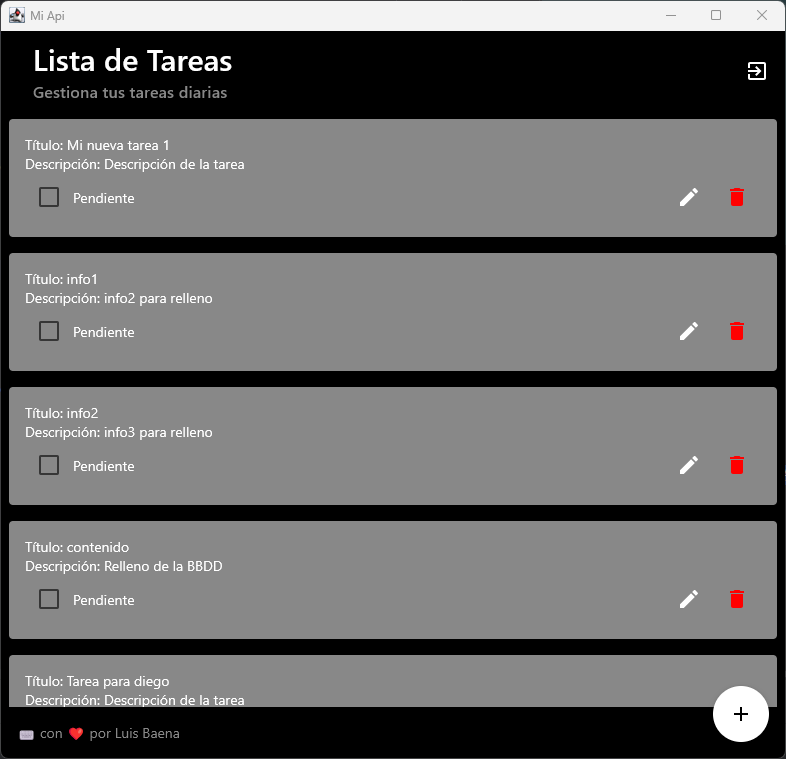 Mi Api
Lista de Tareas
Gestiona tus tareas diarias
Título: Mi nueva tarea 1
Descripción: Descripción de la tarea
Pendiente
Título: info1
Descripción: info2 para relleno
Pendiente
Título: info2
Descripción: info3 para relleno
Pendiente
Título: contenido
Descripción: Relleno de la BBDD
Pendiente
Título: Tarea para diego
Descripción: Descripción de la tarea
⌨️ con ❤️ por Luis Baena